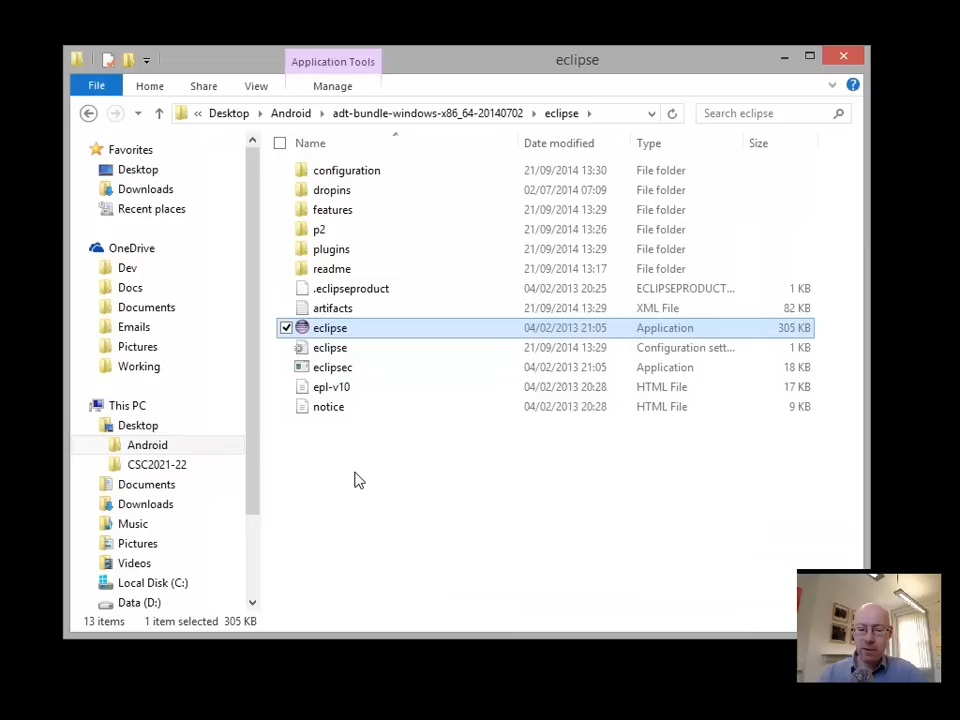 Application Tools
eclipse
File Home Share View Manage
« Desktop Android adt-bundle-windows-x86_64-20140702 eclipse
Search eclipse
Name Date modified Type Size
Favorites
Desktop
Downloads
Recent places
OneDrive
Dev
Docs
Documents
Emails
Pictures
Working
This PC
Desktop
Android
CSC2021-22
Documents
Downloads
Music
Pictures
Videos
Local Disk (C:)
Data (D:)
configuration 21/09/2014 13:30 File folder
dropins 02/07/2014 07:09 File folder
features 21/09/2014 13:29 File folder
p2 21/09/2014 13:26 File folder
plugins 21/09/2014 13:29 File folder
readme 21/09/2014 13:17 File folder
.eclipseproduct 04/02/2013 20:25 ECLIPSEPRODUCT... 1 KB
artifacts 21/09/2014 13:29 XML File 82 KB
eclipse 04/02/2013 21:05 Application 305 KB
eclipse 21/09/2014 13:29 Configuration sett... 1 KB
eclipsec 04/02/2013 21:05 Application 18 KB
epl-v10 04/02/2013 20:28 HTML File 17 KB
notice 04/02/2013 20:28 HTML File 9 KB
13 items 1 item selected 305 KB